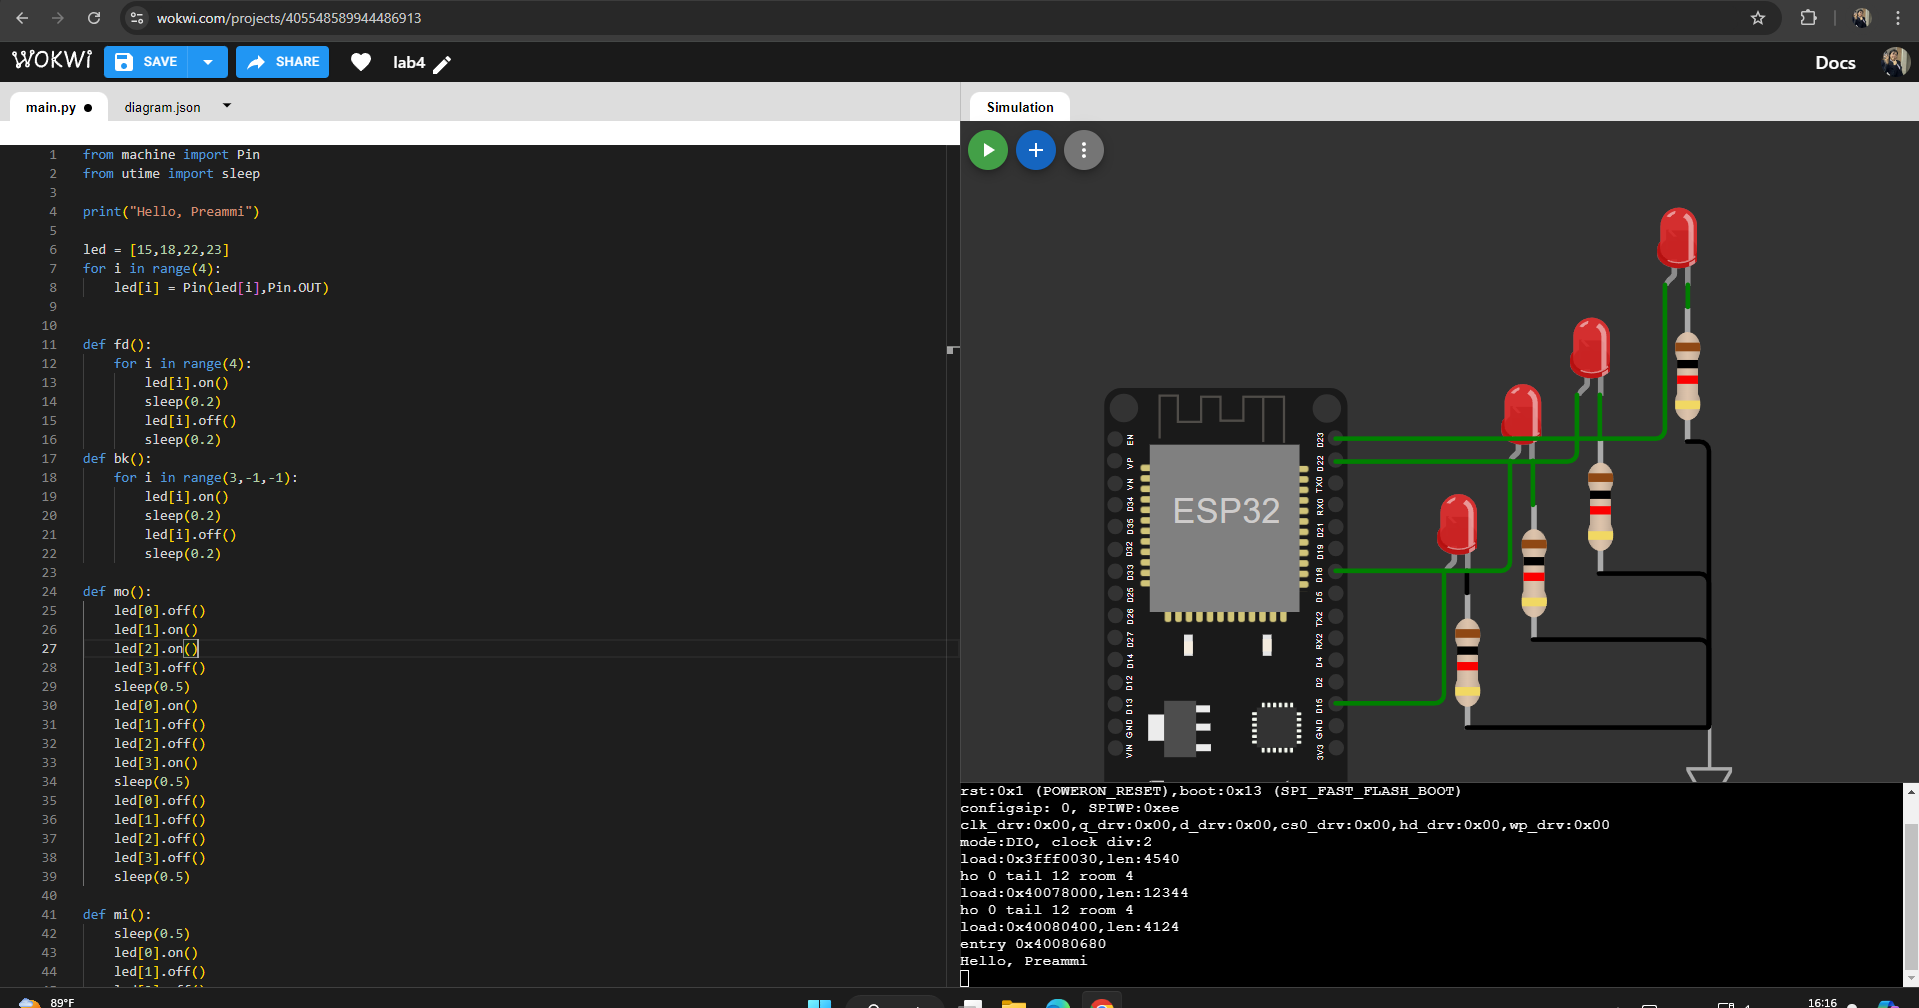 wokwi.com/projects/405548589944486913
WOKWi
SAVE
SHARE
lab4
Docs
main.py
diagram.json
Simulation
1 from machine import Pin
2 from utime import sleep
3
4 print("Hello, Preammi")
5
6 led = [15,18,22,23]
7 for i in range(4):
8 led[i] = Pin(led[i],Pin.OUT)
9
10
11 def fd():
12 for i in range(4):
13 led[i].on()
14 sleep(0.2)
15 led[i].off()
16 sleep(0.2)
17 def bk():
18 for i in range(3,-1,-1):
19 led[i].on()
20 sleep(0.2)
21 led[i].off()
22 sleep(0.2)
23
24 def mo():
25 led[0].off()
26 led[1].on()
27 led[2].on()
28 led[3].off()
29 sleep(0.5)
30 led[0].on()
31 led[1].off()
32 led[2].off()
33 led[3].on()
34 sleep(0.5)
35 led[0].off()
36 led[1].off()
37 led[2].off()
38 led[3].off()
39 sleep(0.5)
40
41 def mi():
42 sleep(0.5)
43 led[0].on()
44 led[1].off()
ESP32
EN
VP
VN
D34
D35
D32
D33
D25
D26
D27
D14
D12
D13
GND
VIN
D23
D22
TX0
RX0
D21
D19
D18
D5
TX2
RX2
D4
D2
D15
GND
3V3
rst:0x1 (POWERON_RESET),boot:0x13 (SPI_FAST_FLASH_BOOT)
configsip: 0, SPIWP:0xee
clk_drv:0x00,q_drv:0x00,d_drv:0x00,cs0_drv:0x00,hd_drv:0x00,wp_drv:0x00
mode:DIO, clock div:2
load:0x3fff0030,len:4540
ho 0 tail 12 room 4
load:0x40078000,len:12344
ho 0 tail 12 room 4
load:0x40080400,len:4124
entry 0x40080680
Hello, Preammi
89°F
16:16